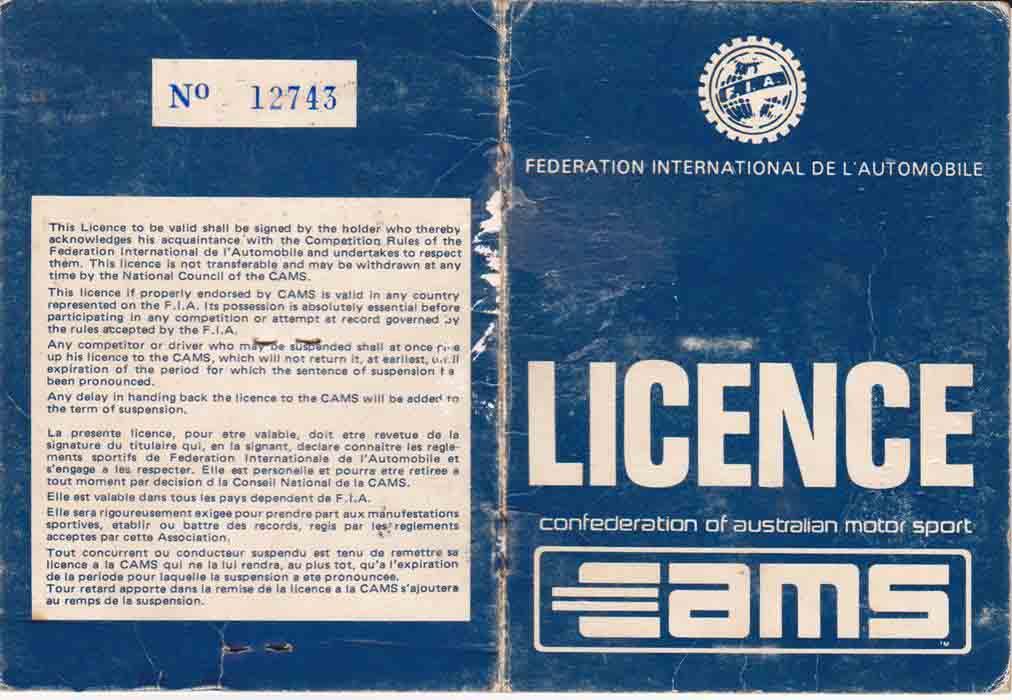 No 12743
This Licence to be valid shall be signed by the holder who thereby
acknowledges his acquaintance with the Competition Rules of the
Federation International de l'Automobile and undertakes to respect
them. This licence is not transferable and may be withdrawn at any
time by the National Council of the CAMS.
This licence if properly endorsed by CAMS is valid in any country
represented on the F.I.A. Its possession is absolutely essential before
participating in any competition or attempt at record governed by
the rules accepted by the F.I.A.
Any competitor or driver who may be suspended shall at once
up his licence to the CAMS, which will not return it, at earliest,
expiration of the period for which the sentence of suspension
been pronounced.
Any delay in handing back the licence to the CAMS will be added to
the term of suspension.
La presente licence, pour etre valable, doit etre revetue de la
signature du titulaire qui, en la signant, declare connaitre les regle-
ments sportifs de Federation Internationale de l'Automobile et
s'engage a les respecter. Elle est personelle et pourra etre retiree a
tout moment par decision d la Conseil National de la CAMS.
Elle est valable dans tous les pays dependent de F.I.A.
Elle sera rigoureusement exigee pour prendre part aux manufestations
sportives, etablir ou battre des records, regis par les reglements
acceptes par cette Association.
Tout concurrent ou conducteur suspendu est tenu de remettre sa
licence a la CAMS qui ne la lui rendra, au plus tot, qu'a l'expiration
de la periode pour laquelle la suspension a ete pronouncee.
Tour retard apporte dans la remise de la licence a la CAMS s'ajoutera
au remps de la suspension.
F.I.A.
FEDERATION INTERNATIONAL DE L'AUTOMOBILE
LICENCE
confederation of australian motor sport
cams
TM